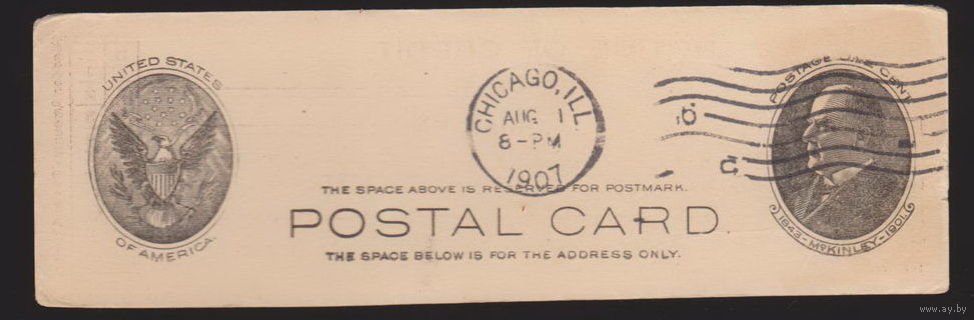 UNITED STATES
OF AMERICA.
CHICAGO, ILL.
AUG 1
8-PM
1907
POSTAGE ONE CENT
1843-McKINLEY-1901.
THE SPACE ABOVE IS RESERVED FOR POSTMARK.
POSTAL CARD.
THE SPACE BELOW IS FOR THE ADDRESS ONLY.
www.ay.by